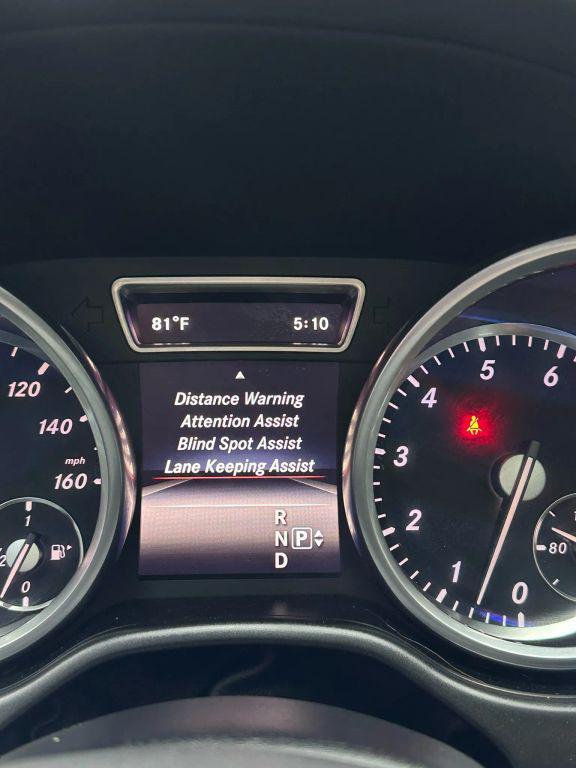 81°F 5:10
Distance Warning
Attention Assist
Blind Spot Assist
Lane Keeping Assist
R
N P
D
120
140
mph
160
1
0
6
5
4
3
2
1
0
80